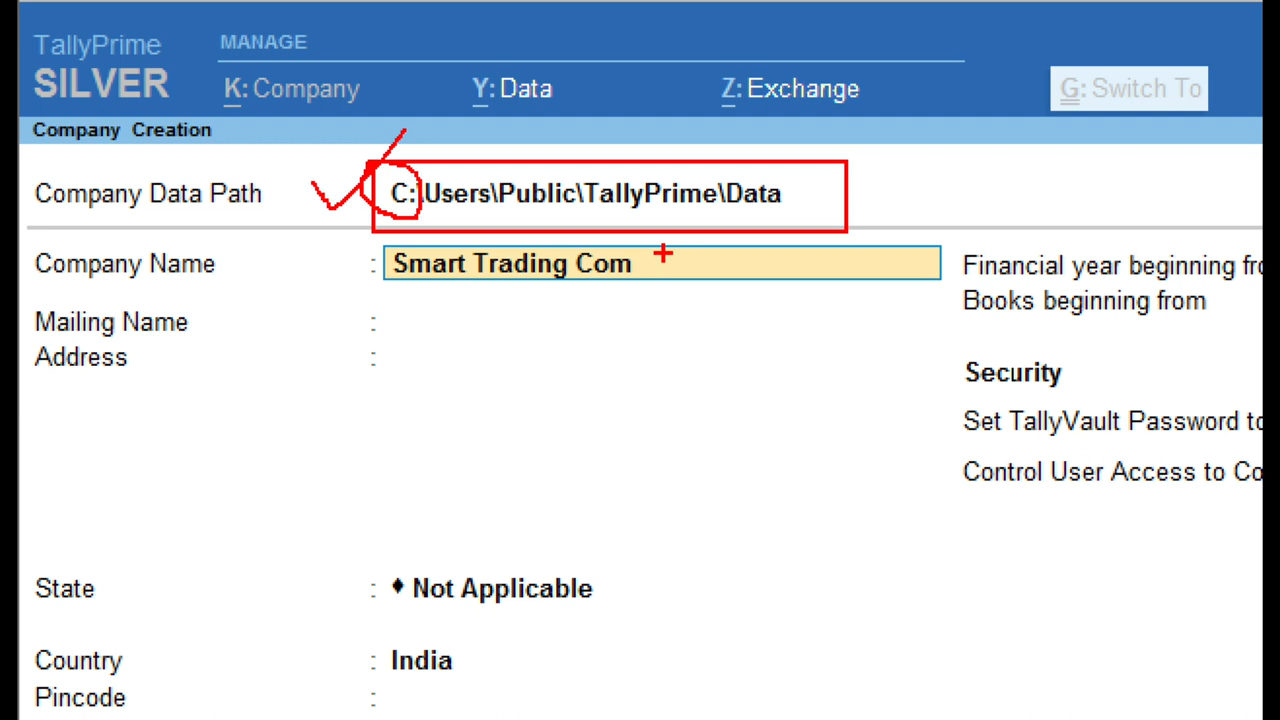 TallyPrime
MANAGE
SILVER
K: Company Y: Data Z: Exchange G: Switch To
Company Creation
Company Data Path C:\Users\Public\TallyPrime\Data
Company Name : Smart Trading Com Financial year beginning fro
Books beginning from
Mailing Name :
Address :
Security
Set TallyVault Password to
Control User Access to Co
State : ♦ Not Applicable
Country : India
Pincode :